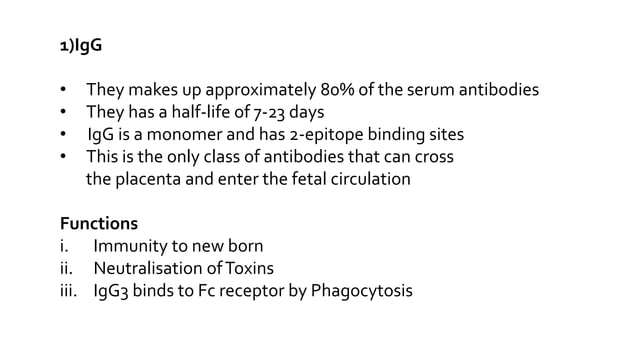 1)IgG
• They makes up approximately 80% of the serum antibodies
• They has a half-life of 7-23 days
• IgG is a monomer and has 2-epitope binding sites
• This is the only class of antibodies that can cross
the placenta and enter the fetal circulation
Functions
i. Immunity to new born
ii. Neutralisation of Toxins
iii. IgG3 binds to Fc receptor by Phagocytosis